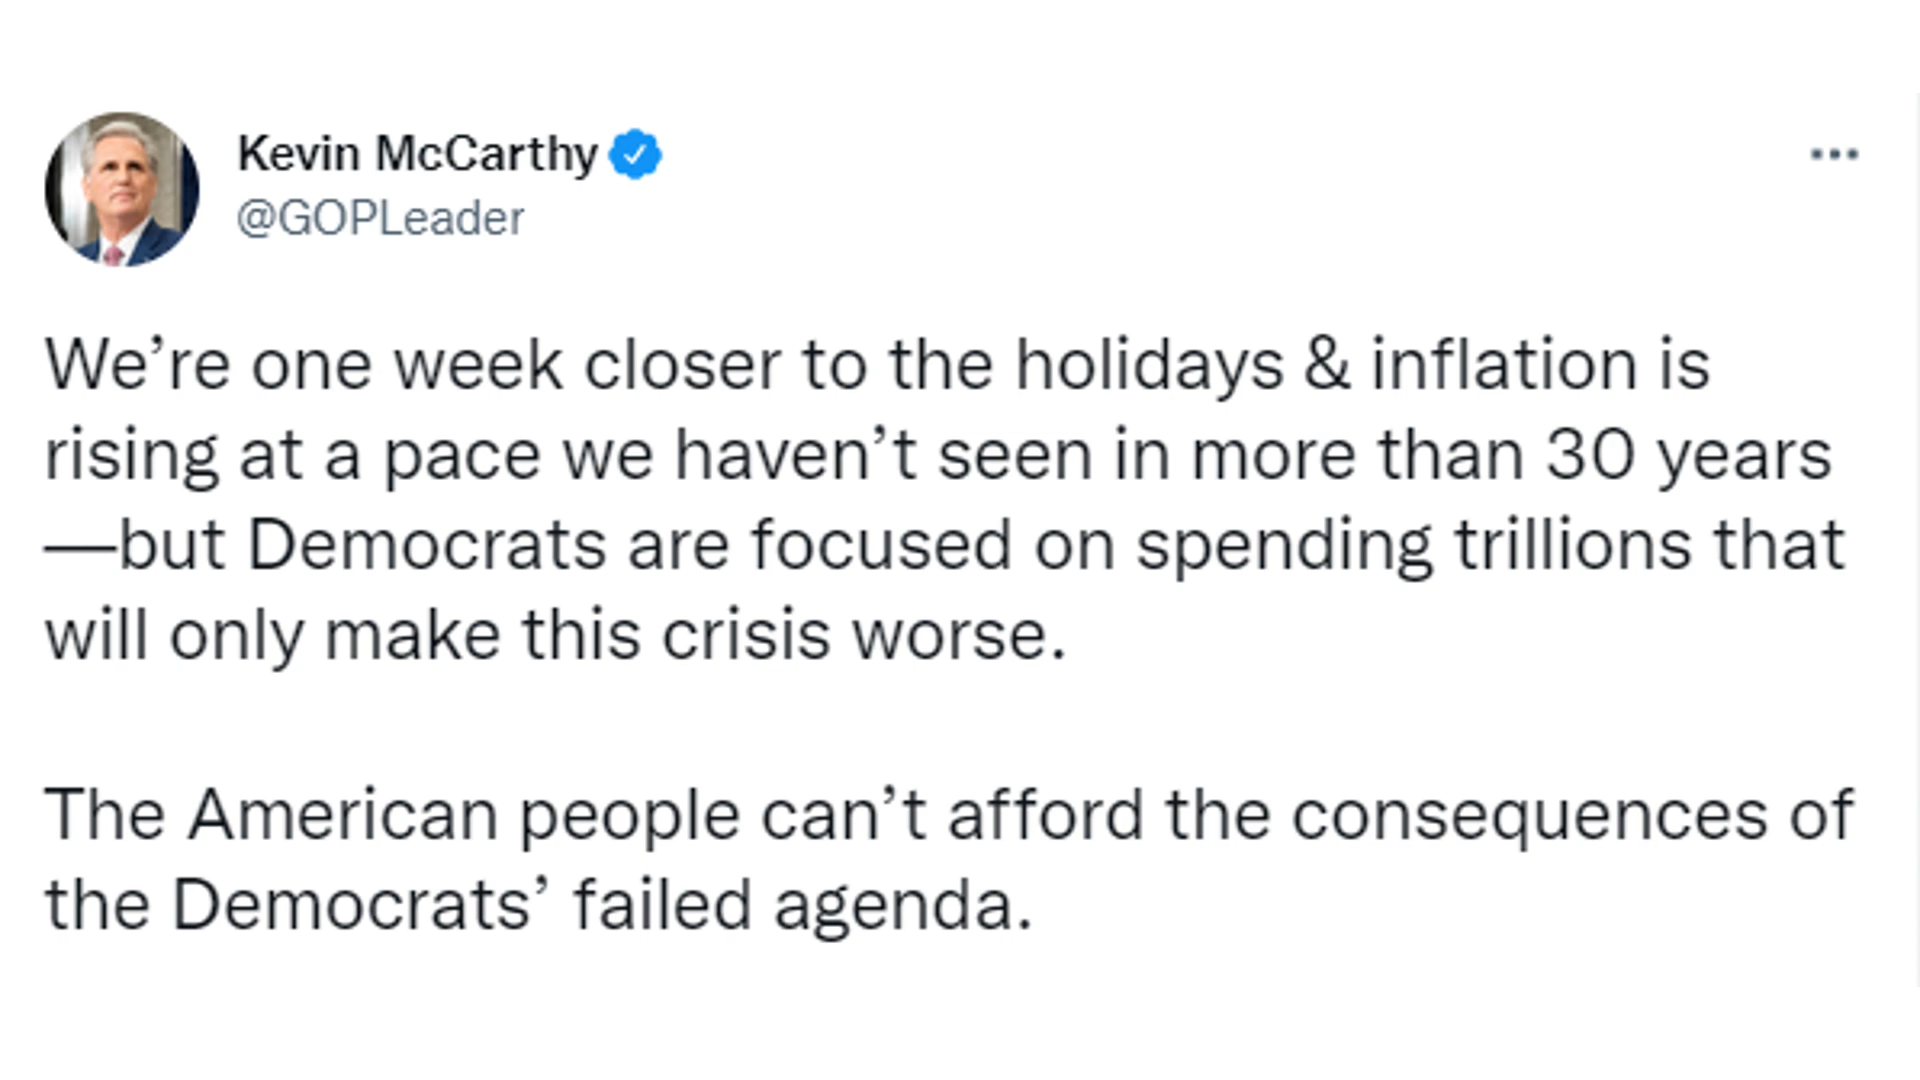 Kevin McCarthy
@GOPLeader
We’re one week closer to the holidays & inflation is
rising at a pace we haven’t seen in more than 30 years
—but Democrats are focused on spending trillions that
will only make this crisis worse.
The American people can’t afford the consequences of
the Democrats’ failed agenda.